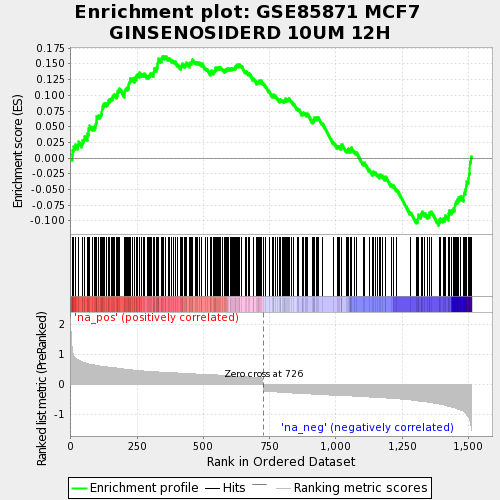 Enrichment plot: GSE85871 MCF7
GINSENOSIDERD 10UM 12H
Enrichment score (ES)
0.175
0.150
0.125
0.100
0.075
0.050
0.025
0.000
-0.025
-0.050
-0.075
-0.100
'na_pos' (positively correlated)
Ranked list metric (PreRanked)
2
1
0
-1
Zero cross at 726
'na_neg' (negatively correlated)
0
250
500
750
1,000
1,250
1,500
Rank in Ordered Dataset
Enrichment profile
Hits
Ranking metric scores